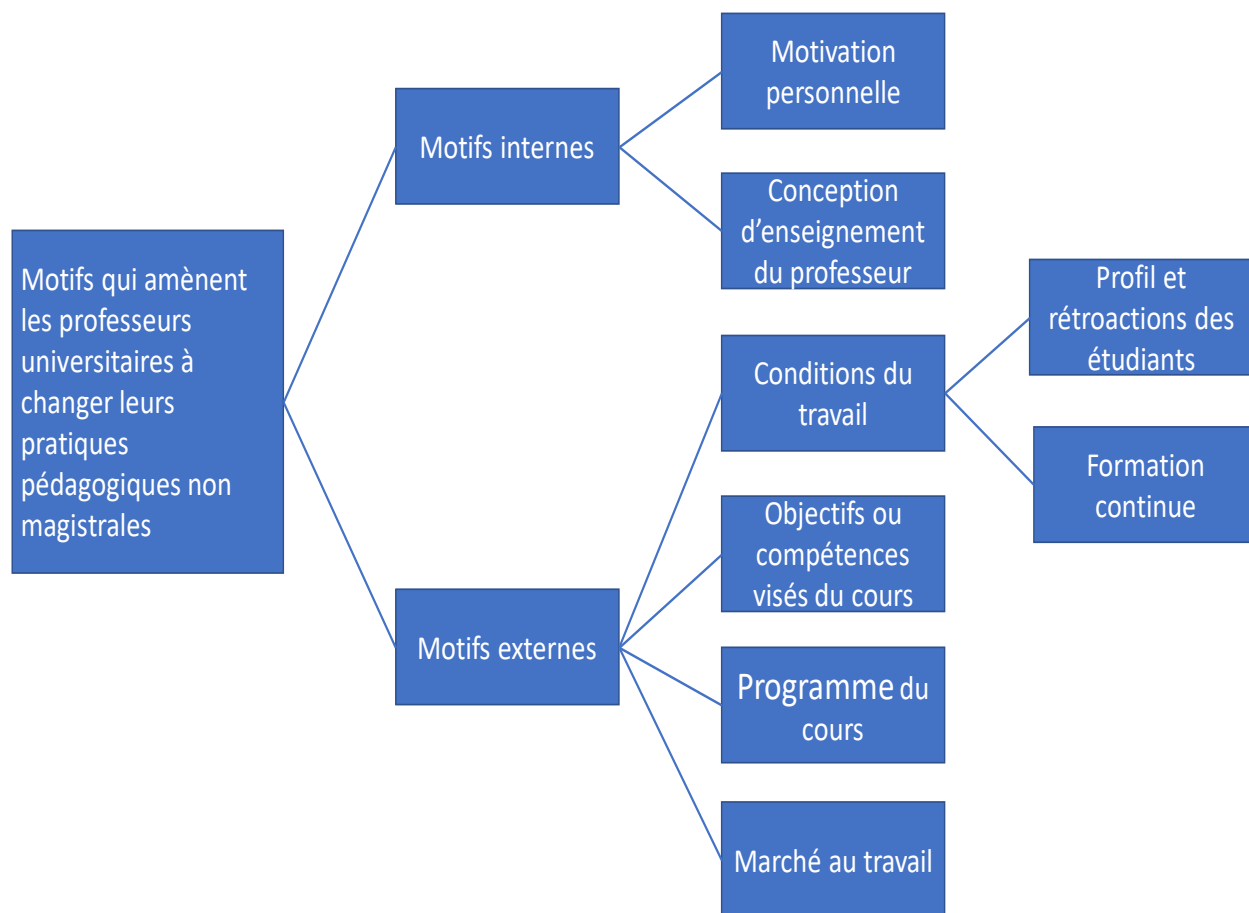 Motifs qui amènent
les professeurs
universitaires à
changer leurs
pratiques
pédagogiques non
magistrales
Motifs internes
Motivation
personnelle
Conception
d’enseignement
du professeur
Motifs externes
Conditions du
travail
Profil et
rétroactions des
étudiants
Formation
continue
Objectifs ou
compétences
visés du cours
Programme du
cours
Marché au travail